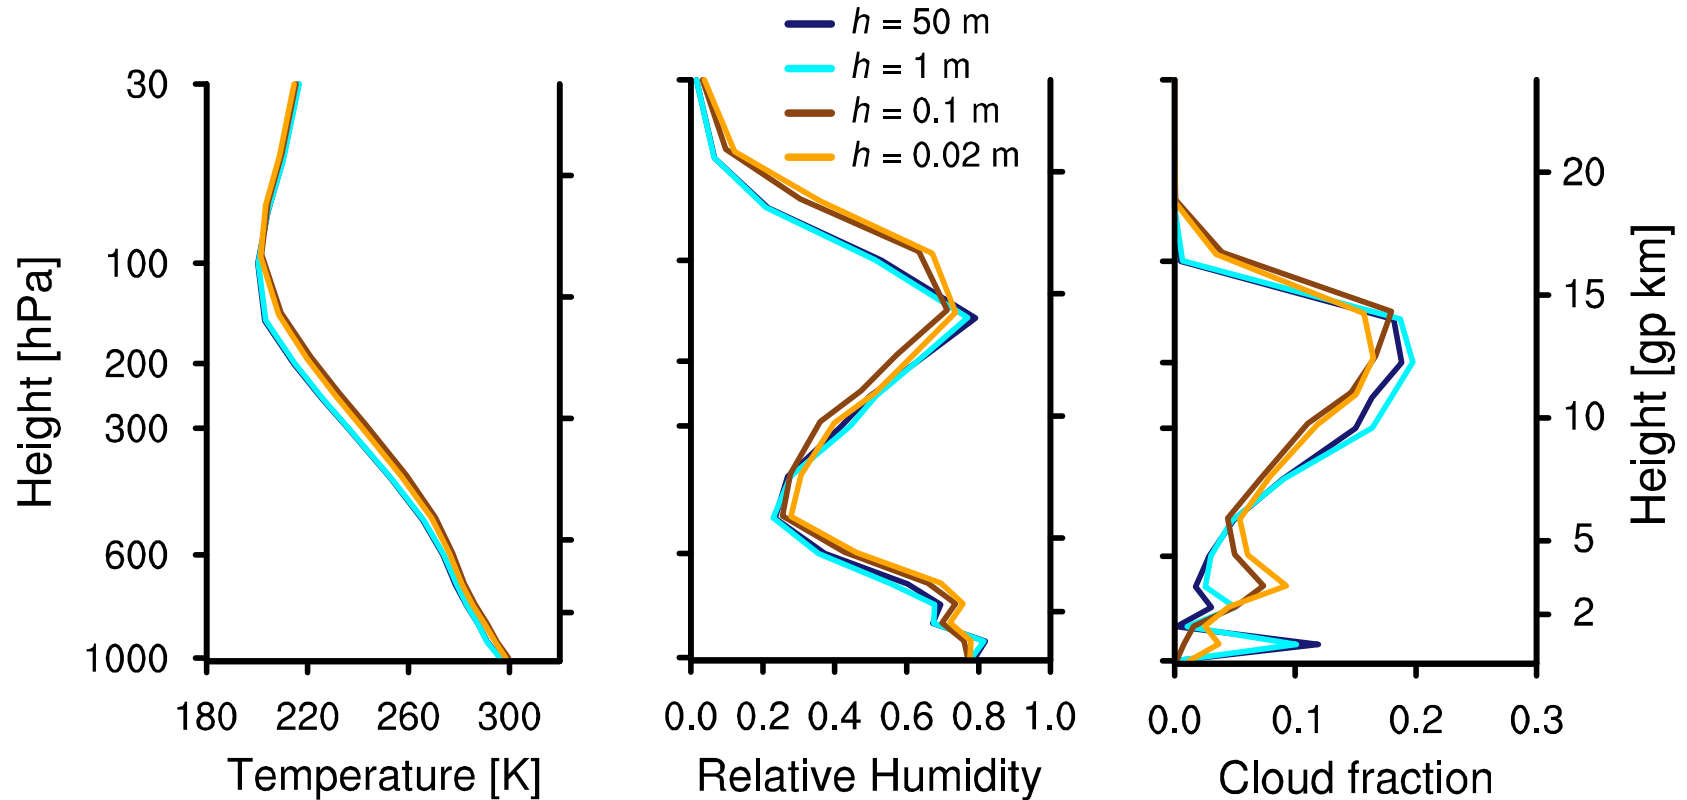 h = 50 m
h = 1 m
h = 0.1 m
h = 0.02 m
Height [hPa]
30
100
200
300
600
1000
180 220 260 300
Temperature [K]
0.0 0.2 0.4 0.6 0.8 1.0
Relative Humidity
0.0 0.1 0.2 0.3
Cloud fraction
20
15
10
5
2
Height [gp km]